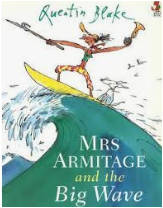 Quentin Blake
MRS
ARMITAGE
and the
Big Wave